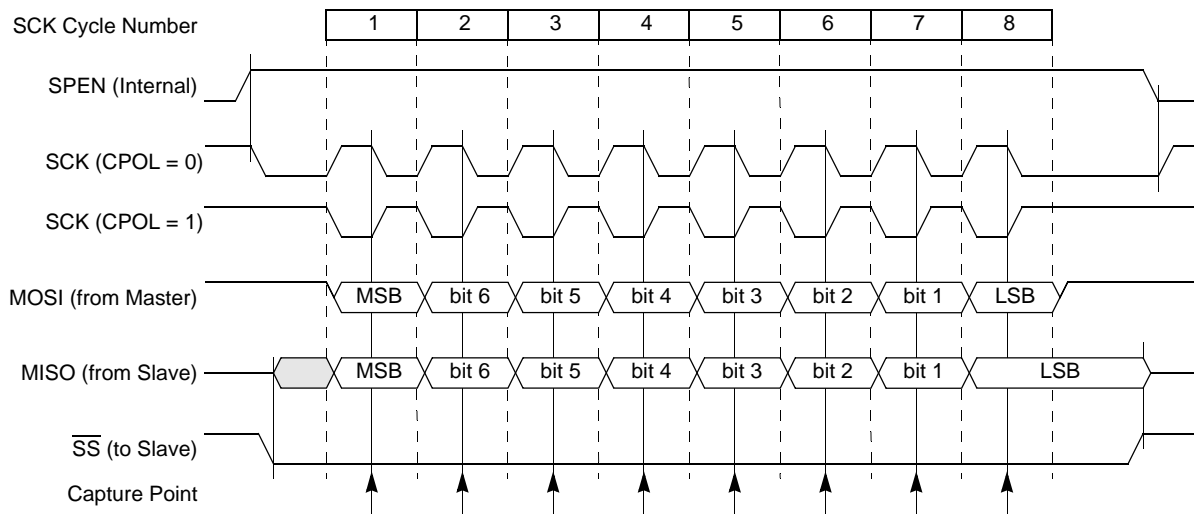 SCK Cycle Number 1 2 3 4 5 6 7 8
SPEN (Internal)
SCK (CPOL = 0)
SCK (CPOL = 1)
MOSI (from Master) MSB bit 6 bit 5 bit 4 bit 3 bit 2 bit 1 LSB
MISO (from Slave) MSB bit 6 bit 5 bit 4 bit 3 bit 2 bit 1 LSB
SS (to Slave)
Capture Point